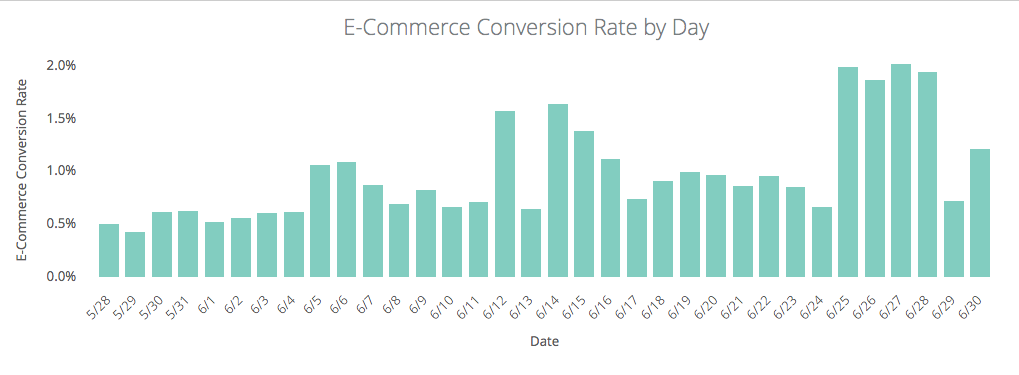 E-Commerce Conversion Rate by Day
E-Commerce Conversion Rate
2.0%
1.5%
1.0%
0.5%
0.0%
5/28 5/29 5/30 5/31 6/1 6/2 6/3 6/4 6/5 6/6 6/7 6/8 6/9 6/10 6/11 6/12 6/13 6/14 6/15 6/16 6/17 6/18 6/19 6/20 6/21 6/22 6/23 6/24 6/25 6/26 6/27 6/28 6/29 6/30
Date